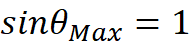 sinθ_Max = 1